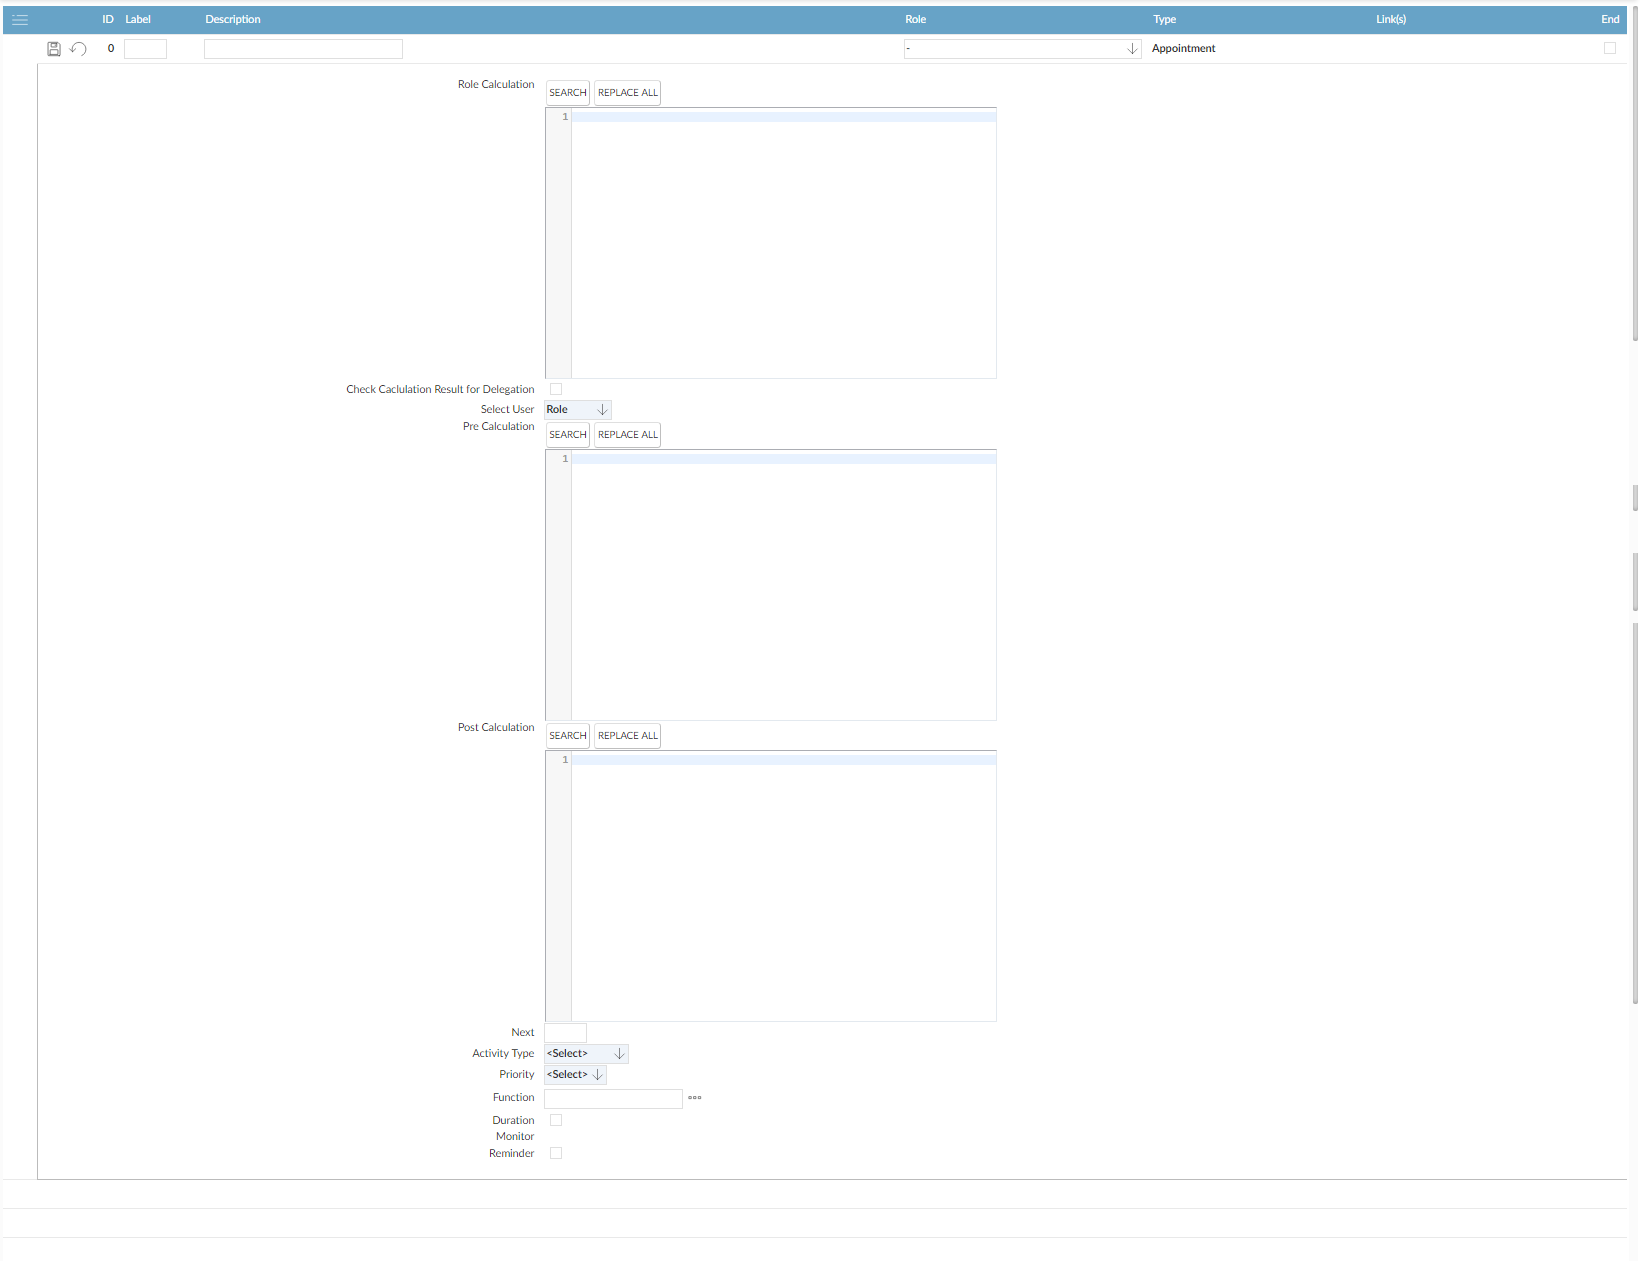 ID Label Description Role Type Link(s) End
0 - Appointment
Role Calculation SEARCH REPLACE ALL
1
Check Caclulation Result for Delegation
Select User Role
Pre Calculation SEARCH REPLACE ALL
1
Post Calculation SEARCH REPLACE ALL
1
Next
Activity Type <Select>
Priority <Select>
Function
Duration
Monitor
Reminder